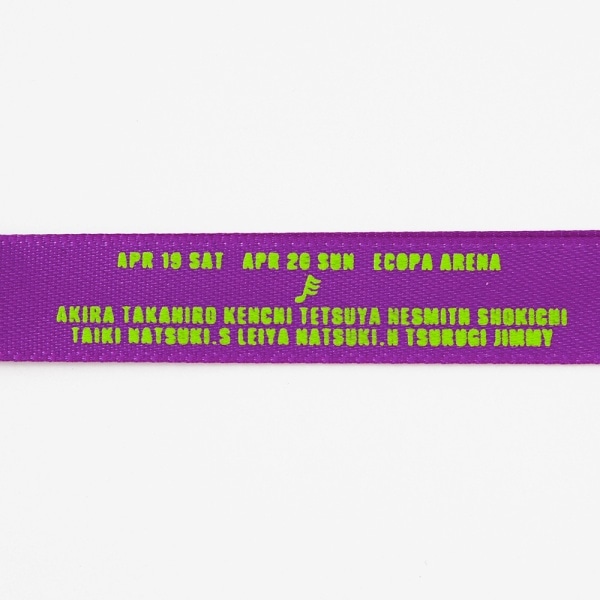 APR 19 SAT APR 20 SUN ECOPA ARENA
AKIRA TAKAHIRO KENCHI TETSUYA NESMITH SHOKICHI
TAIKI NATSUKI.S LEIYA NATSUKI.H TSURUGI JIMMY